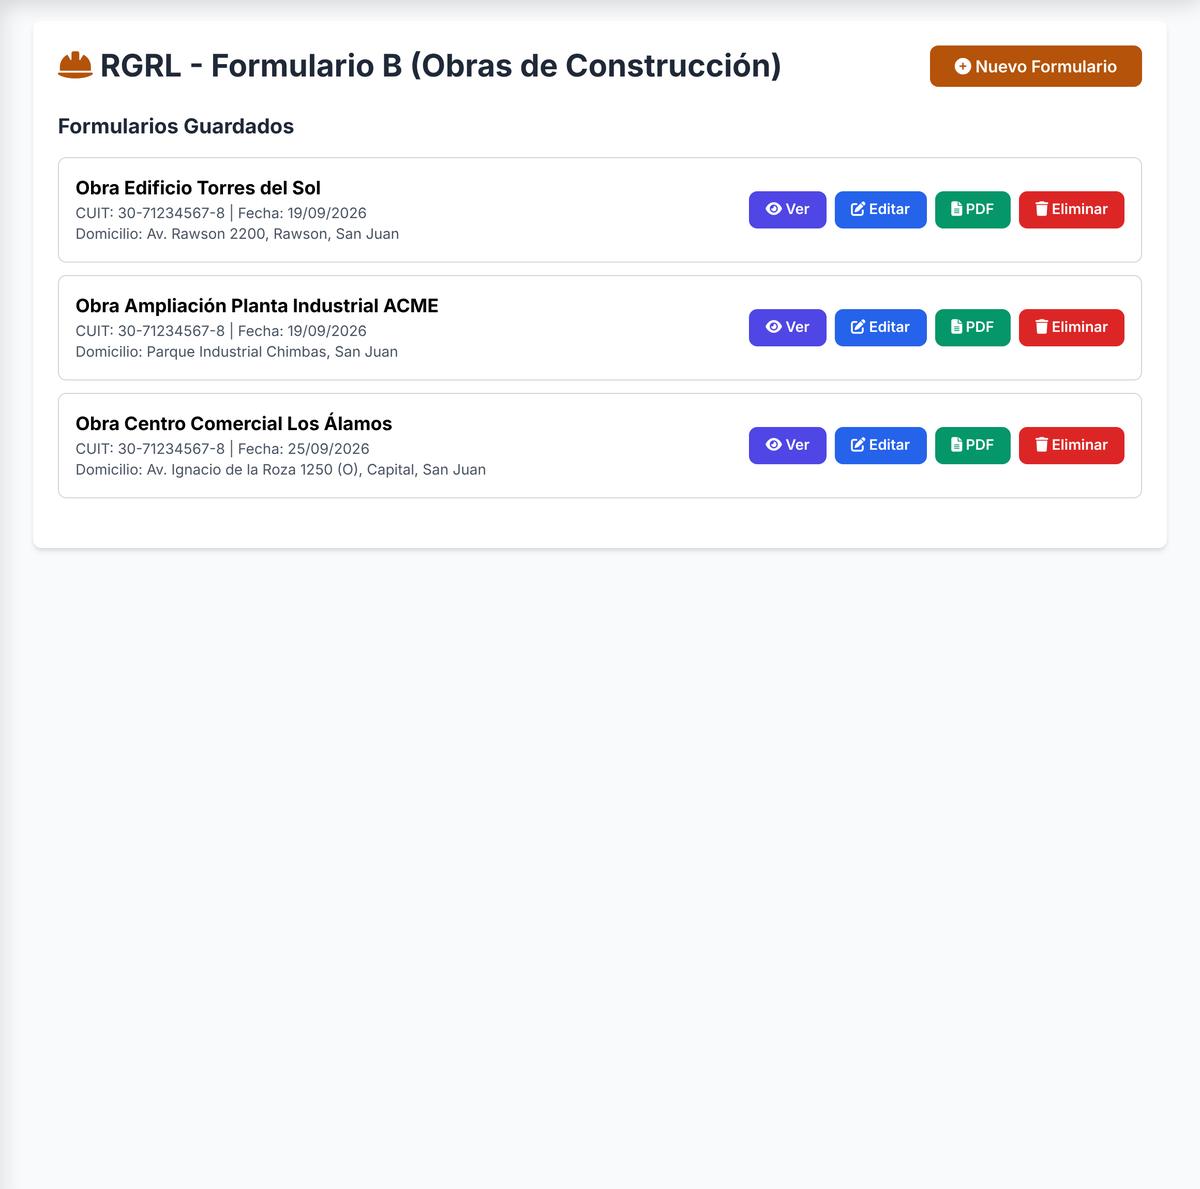 RGRL - Formulario B (Obras de Construcción)
Nuevo Formulario
Formularios Guardados
Obra Edificio Torres del Sol
CUIT: 30-71234567-8 | Fecha: 19/09/2026
Domicilio: Av. Rawson 2200, Rawson, San Juan
Ver Editar PDF Eliminar
Obra Ampliación Planta Industrial ACME
CUIT: 30-71234567-8 | Fecha: 19/09/2026
Domicilio: Parque Industrial Chimbas, San Juan
Ver Editar PDF Eliminar
Obra Centro Comercial Los Álamos
CUIT: 30-71234567-8 | Fecha: 25/09/2026
Domicilio: Av. Ignacio de la Roza 1250 (O), Capital, San Juan
Ver Editar PDF Eliminar